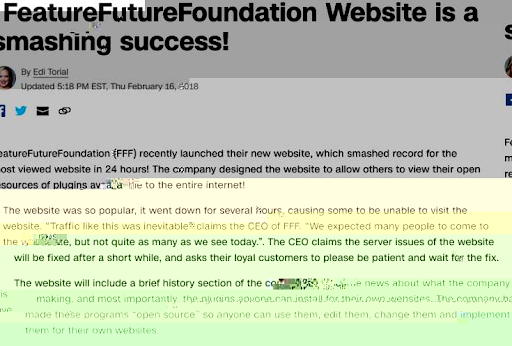 FeatureFutureFoundation Website is a
smashing success!
By Edi Torial
Updated 5:18 PM EST, Thu February 16,
eatureFutureFoundation (FFF) recently launched their new website, which smashed record for the
ost viewed website in 24 hours! The company designed the website to allow others to view their open
esources of plugins to the entire internet!
The website was so popular, it went down for several hours, causing some to be unable to visit the
website. "Traffic like this was inevitable" claims the CEO of FFF. "We expected many people to come to
the but not quite as many as we see today.". The CEO claims the server issues of the website
will be fixed after a short while, and asks their loyal customers to please be patient and wait for the fix.
The website will include a brief history section of the news about what the company
making, and most importantly, the plugins anyone can install for their own websites. The company
made these programs "open source" so anyone can use them, edit them, change them and implement
them for their own websites.